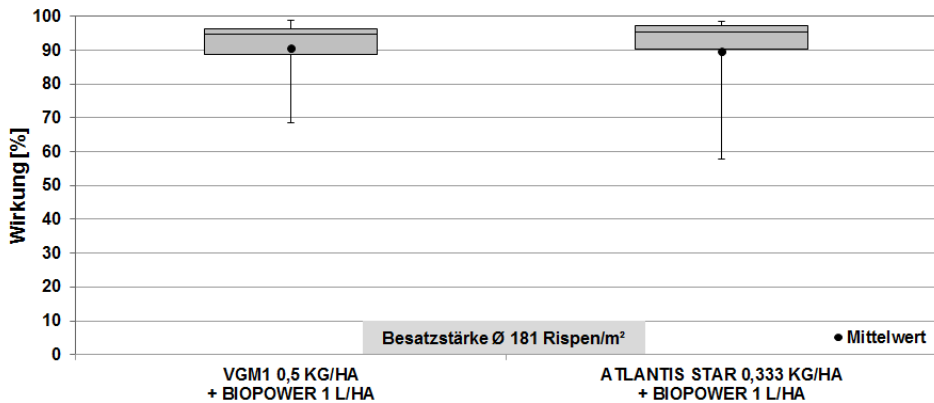 Wirkung [%]
100
90
80
70
60
50
40
30
20
10
0
Besatzstärke Ø 181 Rispen/m²
Mittelwert
VGM1 0,5 KG/HA
+ BIOPOWER 1 L/HA
ATLANTIS STAR 0,333 KG/HA
+ BIOPOWER 1 L/HA